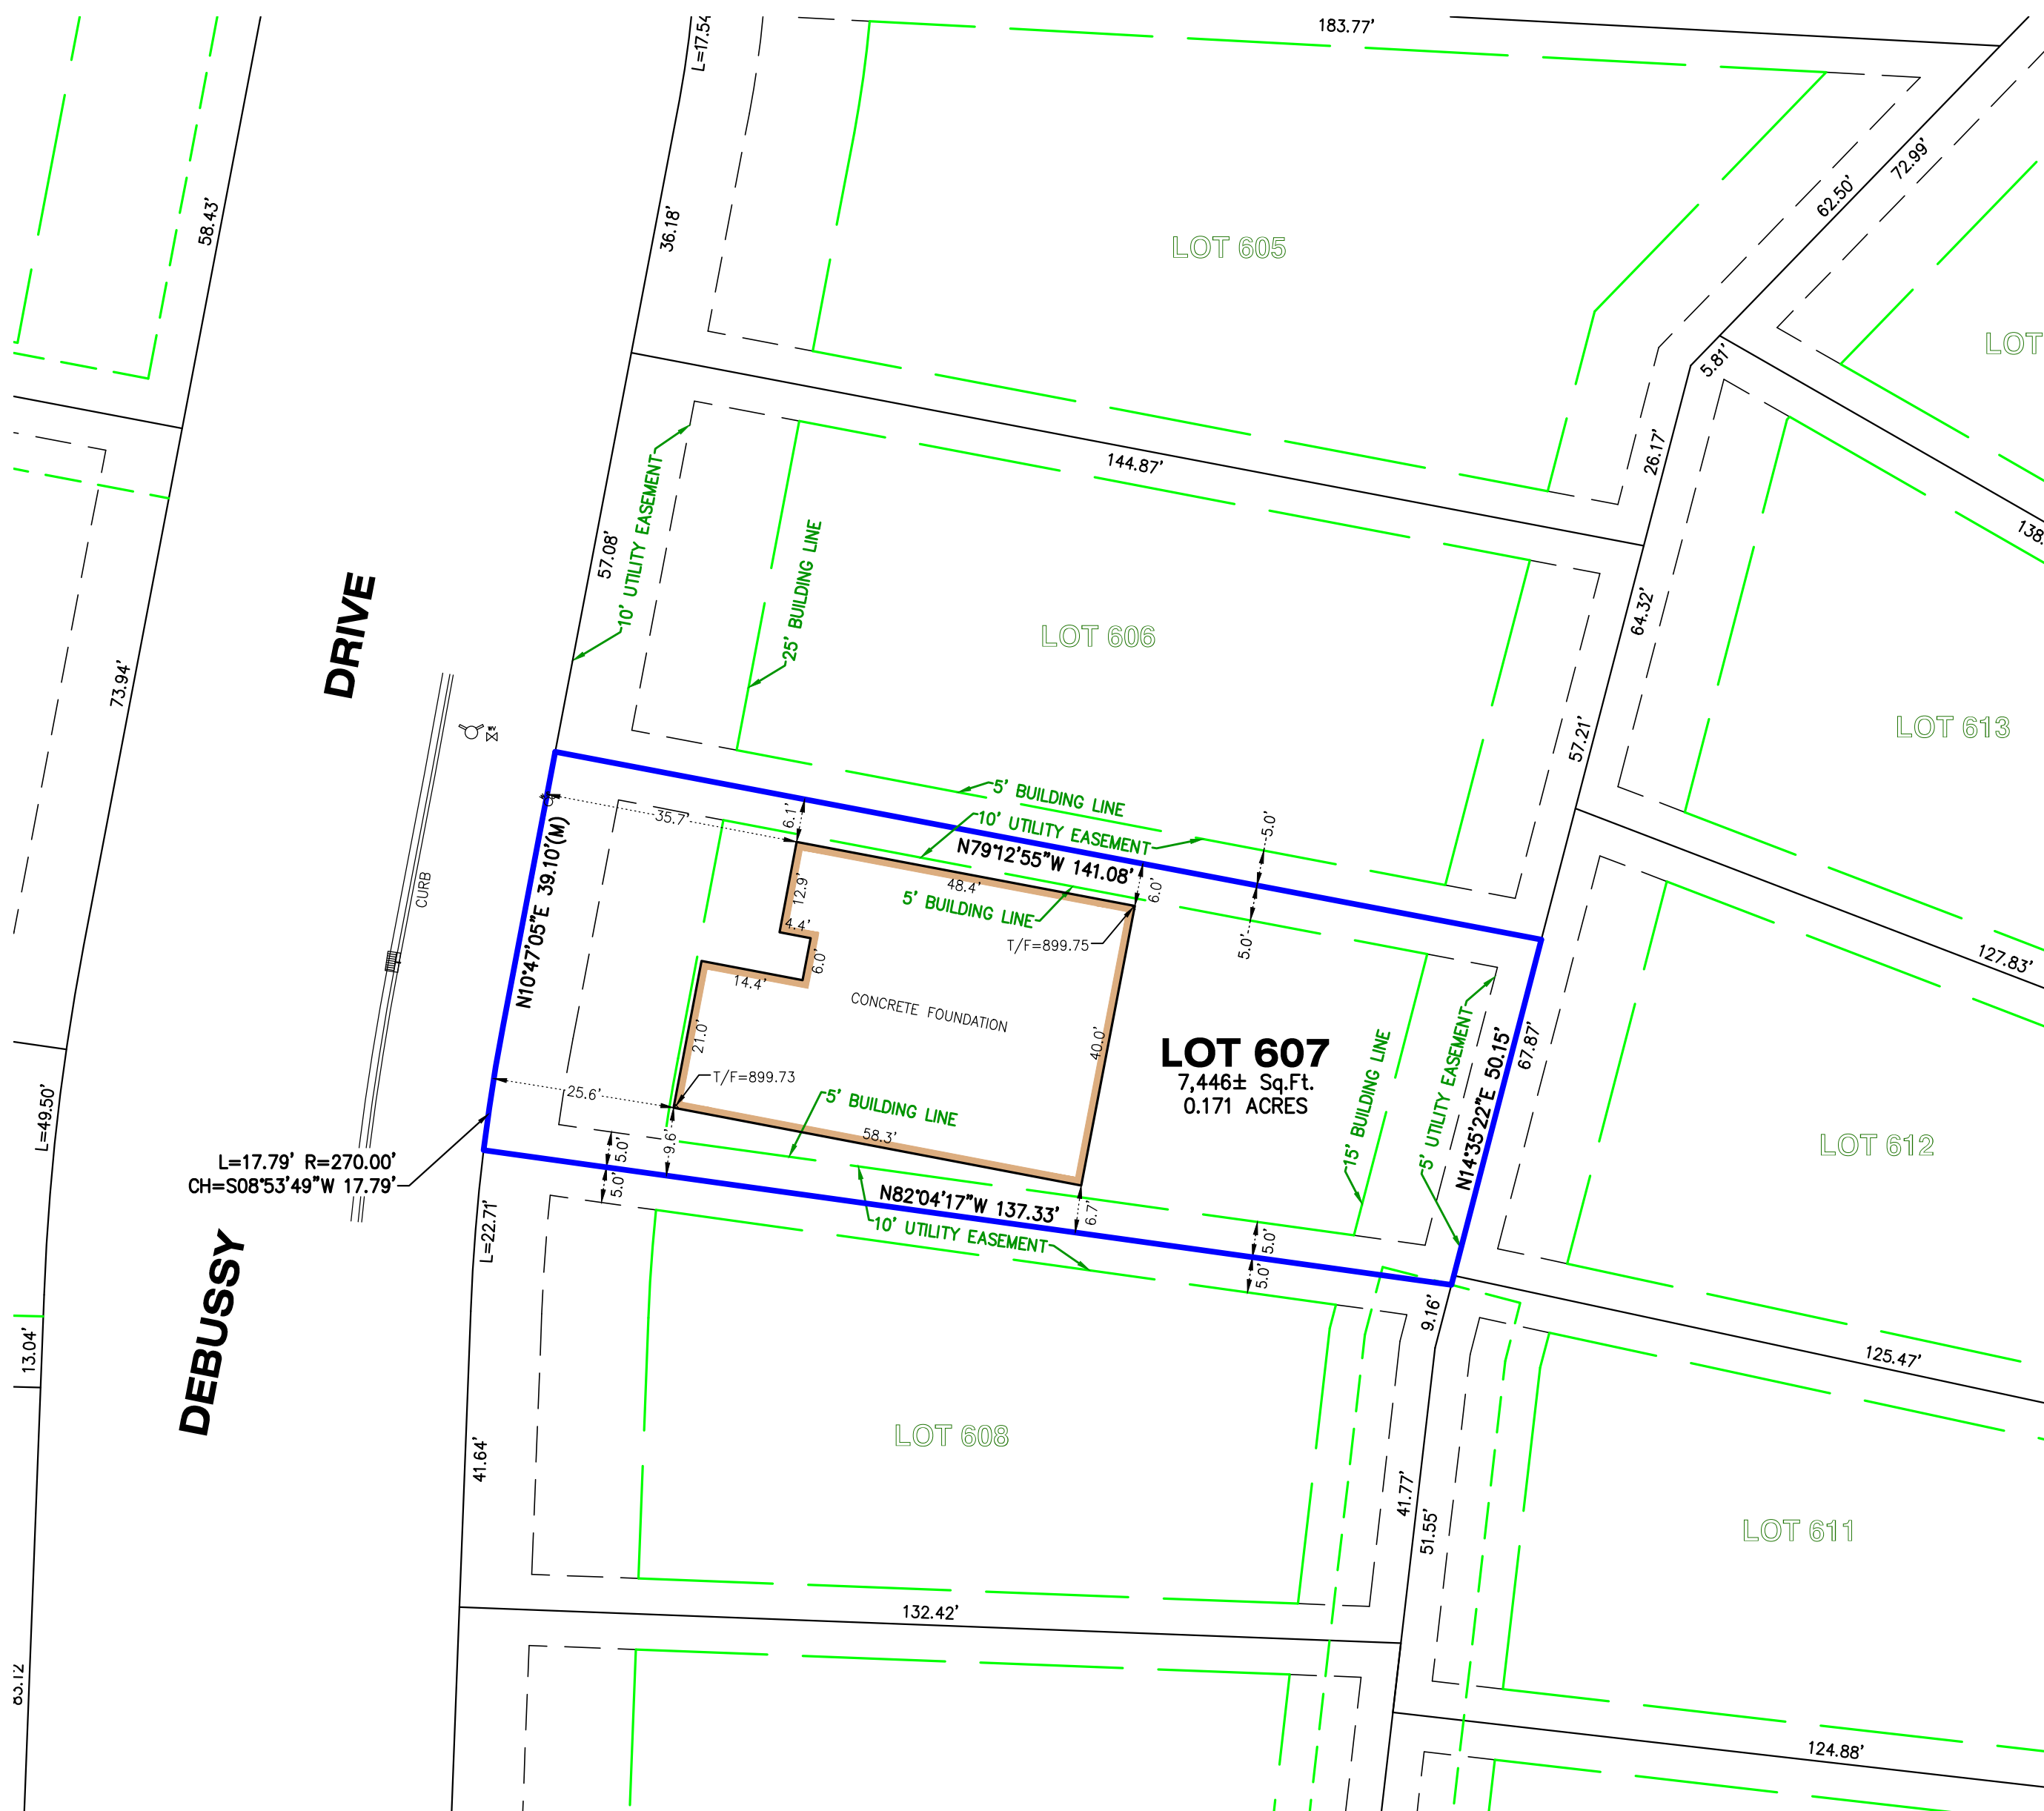 L=17.54
183.77'
58.43'
36.18'
72.99'
62.50'
LOT 605
LOT
5.81'
26.17'
144.87'
138.
57.08'
10' UTILITY EASEMENT
25' BUILDING LINE
DRIVE
64.32'
LOT 606
73.94'
LOT 613
57.21'
5' BUILDING LINE
10' UTILITY EASEMENT
5.0'
35.7'
6.1'
N79°12'55"W 141.08'
6.0'
48.4'
12.9'
5' BUILDING LINE
CURB
N10°47'05"E 39.10'(M)
4.4'
T/F=899.75
5.0'
6.0'
14.4'
127.83'
CONCRETE FOUNDATION
21.0'
40.0'
LOT 607
7,446± Sq.Ft.
0.171 ACRES
T/F=899.73
25.6'
5' BUILDING LINE
58.3'
15' BUILDING LINE
5' UTILITY EASEMENT
N14°35'22"E 50.15'
67.87'
L=49.50'
LOT 612
L=17.79' R=270.00'
CH=S08°53'49"W 17.79'
5.0'
5.0'
9.6'
N82°04'17"W 137.33'
10' UTILITY EASEMENT
6.7'
5.0'
5.0'
L=22.71'
DEBUSSY
13.04'
9.16'
125.47'
LOT 608
41.64'
41.77'
51.55'
LOT 611
132.42'
83.12
124.88'